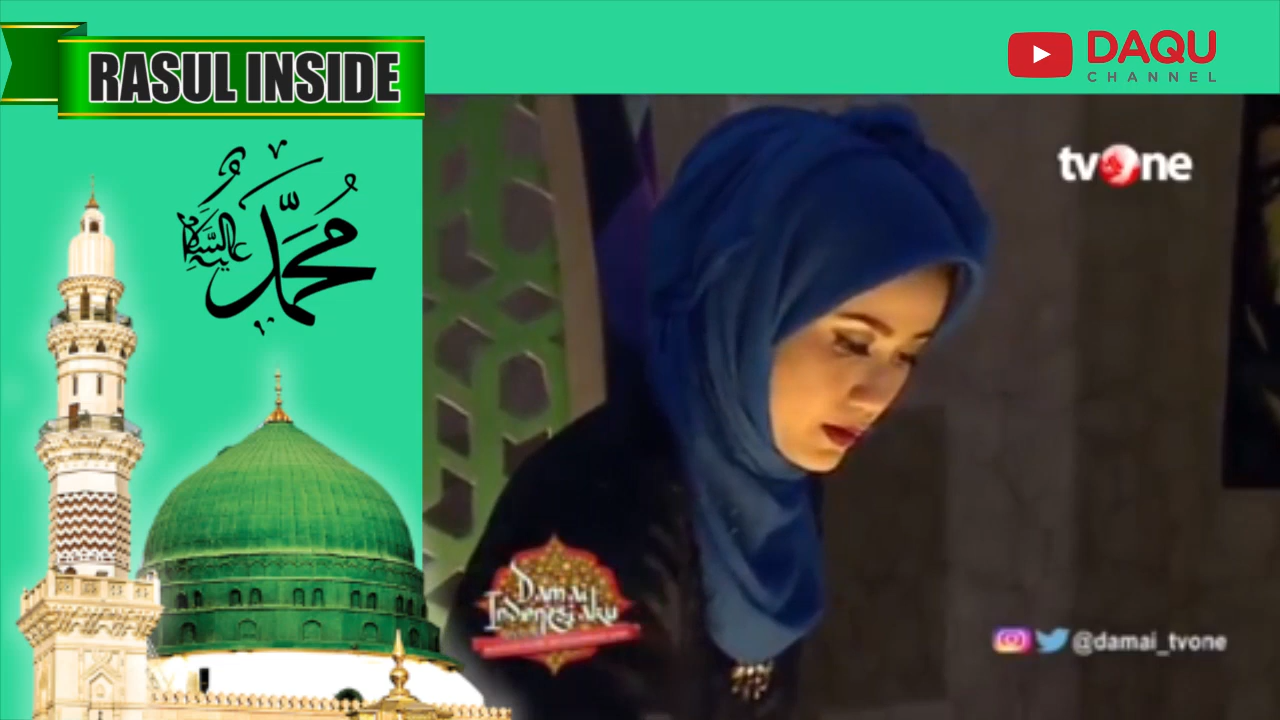 RASUL INSIDE
DAQU
CHANNEL
محمد
عليه السلام
tvOne
Damai
Indonesiaku
@damai_tvone